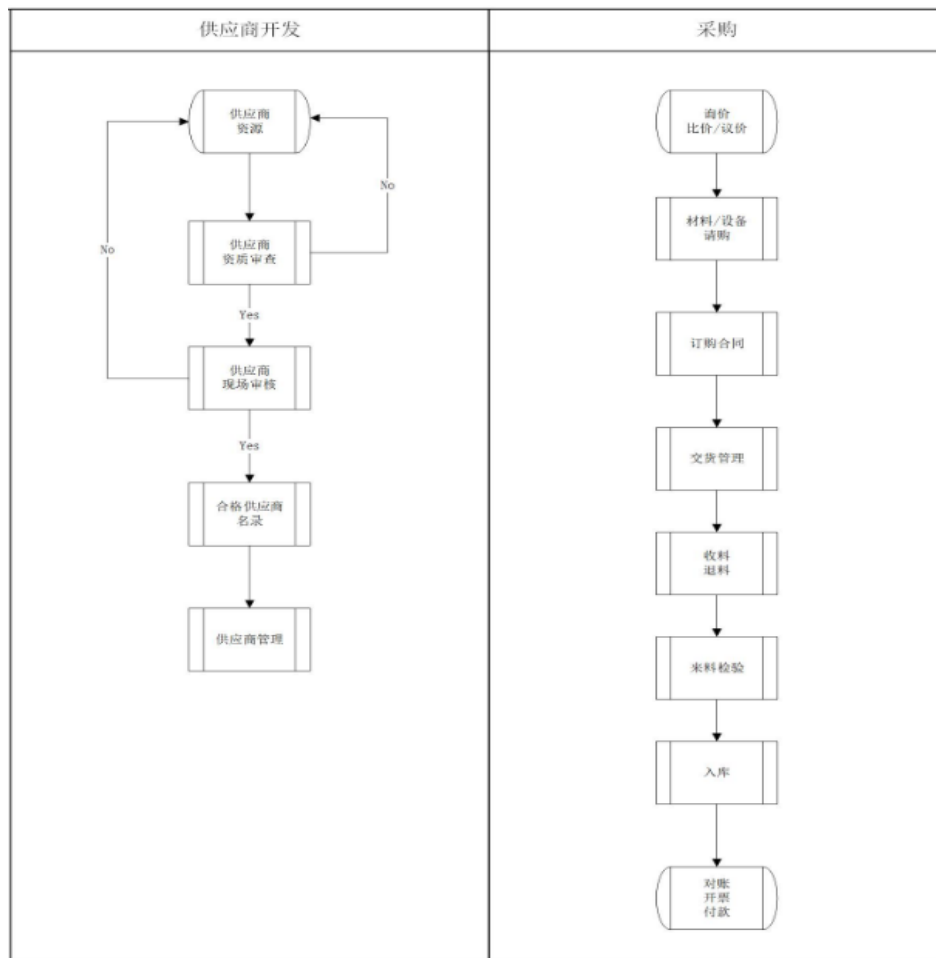 供应商开发
供应商
资源
No
No
供应商
资质审查
Yes
供应商
现场审核
Yes
合格供应商
名录
供应商管理
采购
询价
比价/议价
材料/设备
请购
订购合同
交货管理
收料
退料
来料检验
入库
对账
开票
付款